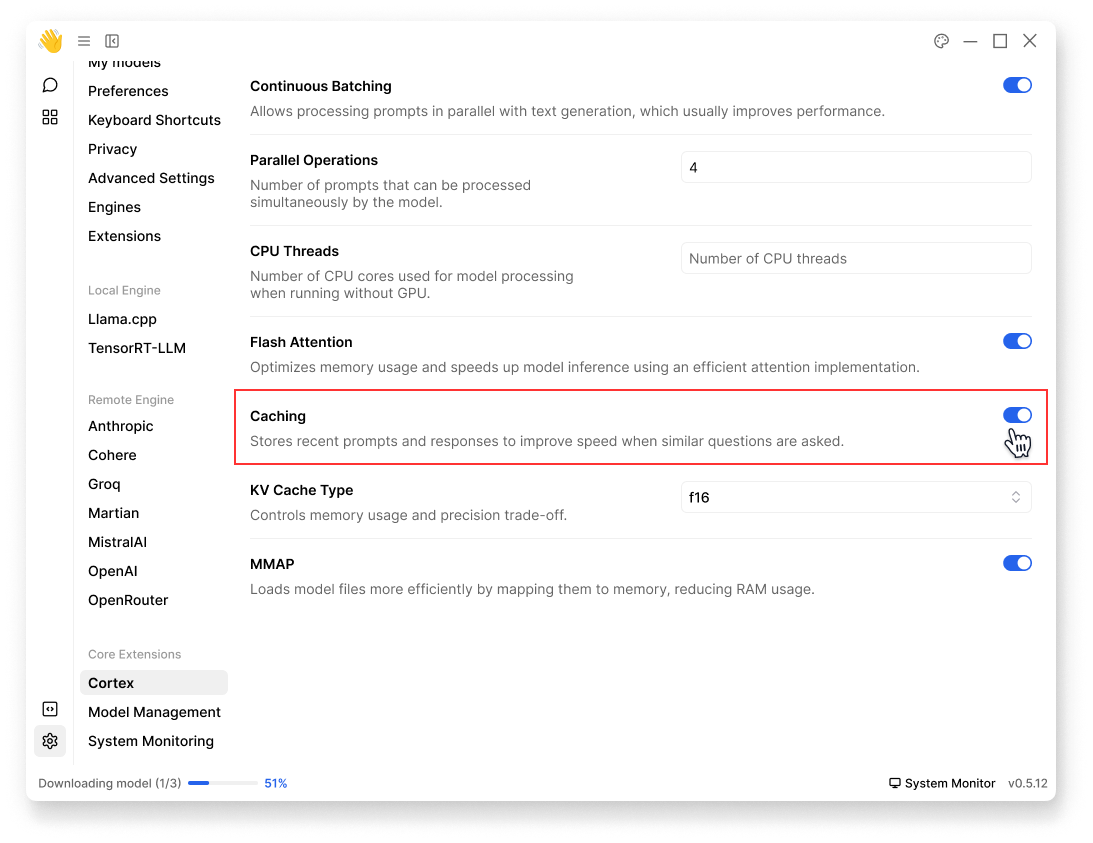 My models
Preferences
Keyboard Shortcuts
Privacy
Advanced Settings
Engines
Extensions
Local Engine
Llama.cpp
TensorRT-LLM
Remote Engine
Anthropic
Cohere
Groq
Martian
MistralAI
OpenAI
OpenRouter
Core Extensions
Cortex
Model Management
System Monitoring
Continuous Batching
Allows processing prompts in parallel with text generation, which usually improves performance.
Parallel Operations
Number of prompts that can be processed
simultaneously by the model.
4
CPU Threads
Number of CPU cores used for model processing
when running without GPU.
Number of CPU threads
Flash Attention
Optimizes memory usage and speeds up model inference using an efficient attention implementation.
Caching
Stores recent prompts and responses to improve speed when similar questions are asked.
KV Cache Type
Controls memory usage and precision trade-off.
f16
MMAP
Loads model files more efficiently by mapping them to memory, reducing RAM usage.
Downloading model (1/3) 51%
System Monitor v0.5.12